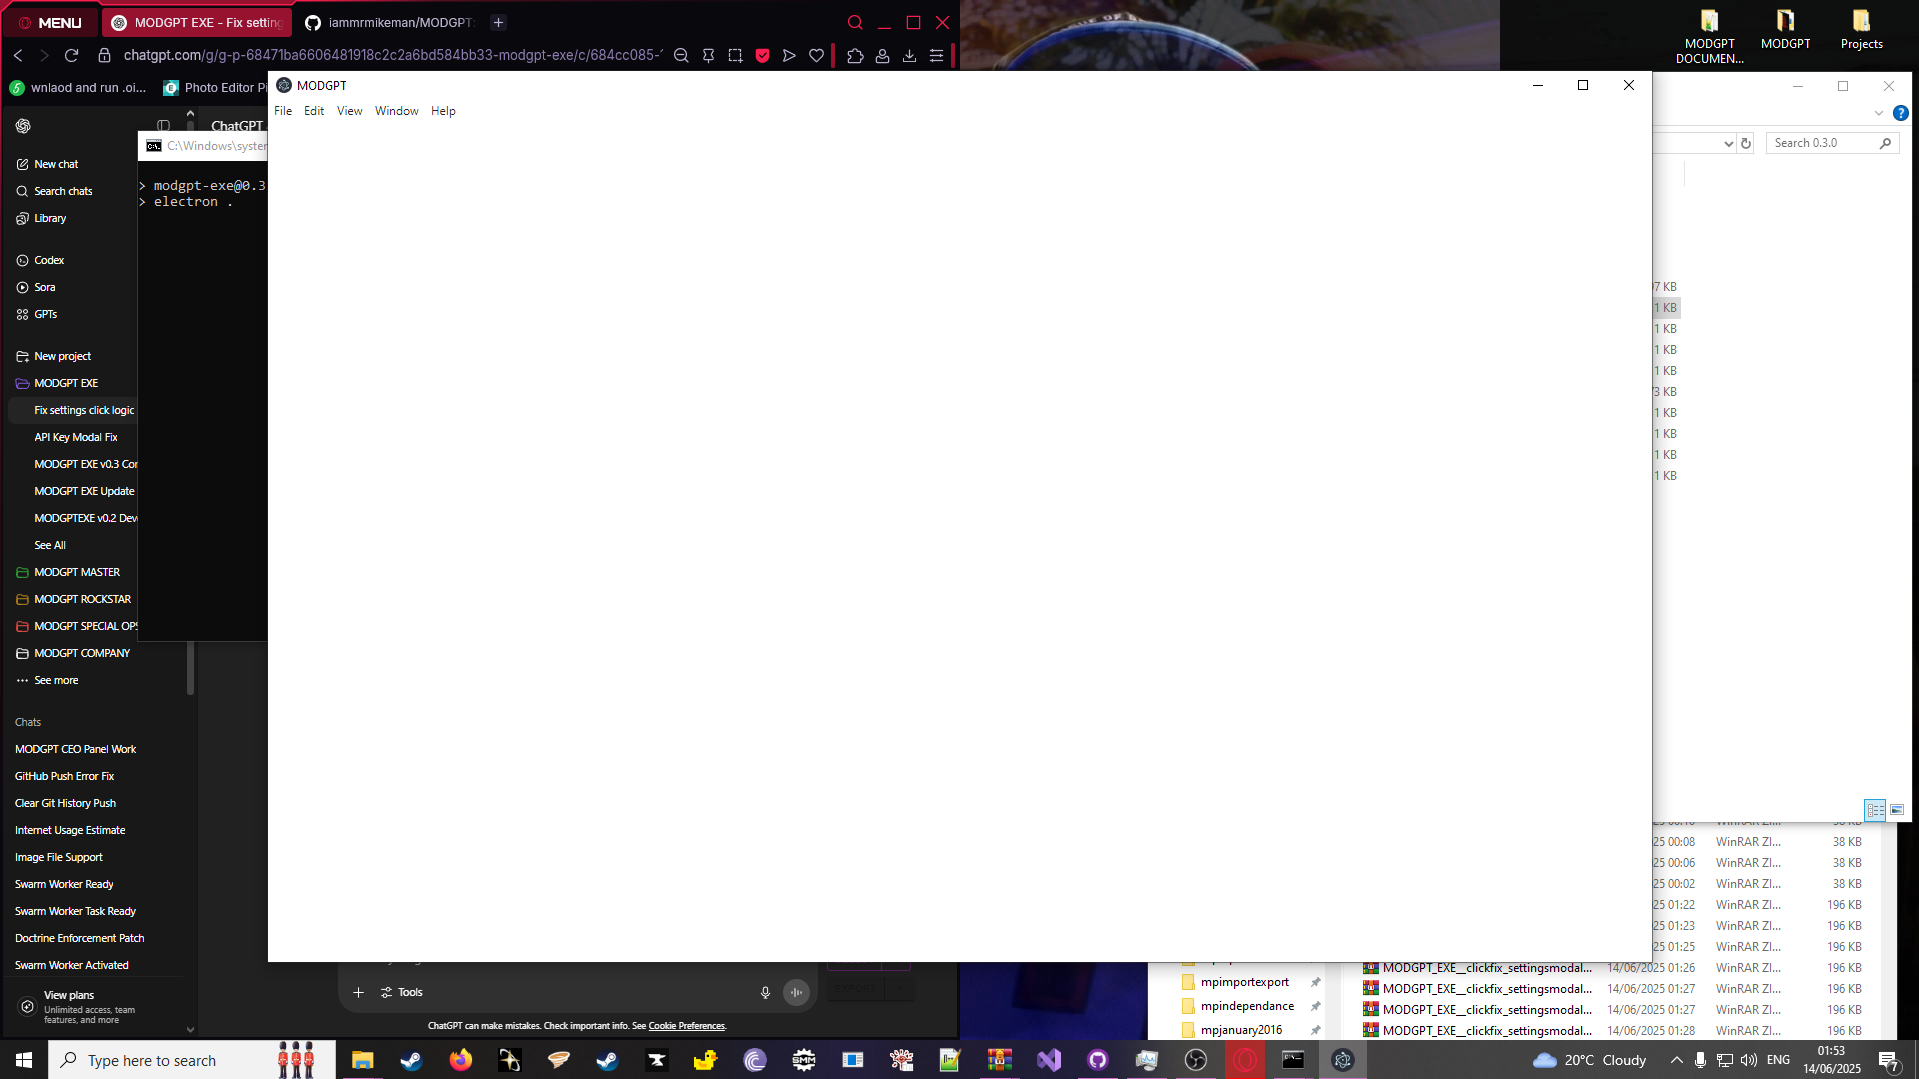 MENU
MODGPT EXE - Fix setting
iammrmikeman/MODGPT
chatgpt.com/g/g-p-68471ba6606481918c2c2a6bd584bb33-modgpt-exe/c/684cc085-
wnlaod and run .oi...
Photo Editor Pi
ChatGPT
New chat
Search chats
Library
Codex
Sora
GPTs
New project
MODGPT EXE
Fix settings click logic
API Key Modal Fix
MODGPT EXE v0.3 Cor
MODGPT EXE Update
MODGPTEXE v0.2 Dev
See All
MODGPT MASTER
MODGPT ROCKSTAR
MODGPT SPECIAL OPS
MODGPT COMPANY
See more
Chats
MODGPT CEO Panel Work
GitHub Push Error Fix
Clear Git History Push
Internet Usage Estimate
Image File Support
Swarm Worker Ready
Swarm Worker Task Ready
Doctrine Enforcement Patch
Swarm Worker Activated
View plans
Unlimited access, team
features, and more
C:\Windows\system
> modgpt-exe@0.3
> electron .
MODGPT
File Edit View Window Help
Tools
ChatGPT can make mistakes. Check important info. See Cookie Preferences.
MODGPT
DOCUMEN...
MODGPT
Projects
Search 0.3.0
7 KB
1 KB
1 KB
1 KB
1 KB
3 KB
1 KB
1 KB
1 KB
1 KB
25 00:08 WinRAR ZI... 38 KB
25 00:06 WinRAR ZI... 38 KB
25 00:02 WinRAR ZI... 38 KB
25 01:22 WinRAR ZI... 196 KB
25 01:23 WinRAR ZI... 196 KB
25 01:25 WinRAR ZI... 196 KB
MODGPT_EXE__clickfix_settingsmodal... 14/06/2025 01:26 WinRAR ZI... 196 KB
MODGPT_EXE__clickfix_settingsmodal... 14/06/2025 01:27 WinRAR ZI... 196 KB
MODGPT_EXE__clickfix_settingsmodal... 14/06/2025 01:27 WinRAR ZI... 196 KB
MODGPT_EXE__clickfix_settingsmodal... 14/06/2025 01:28 WinRAR ZI... 196 KB
mpimportexport
mpindependance
mpjanuary2016
Type here to search
SMM
20°C Cloudy
ENG
01:53
14/06/2025
7